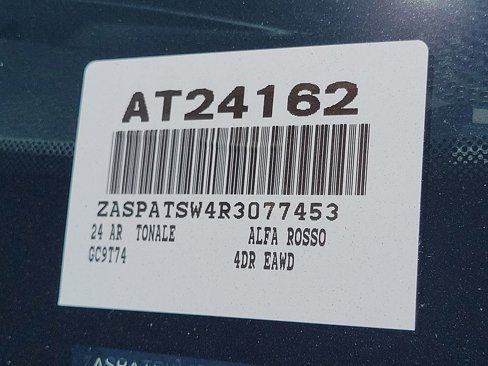 AT24162
ZASPATSW4R3077453
24 AR TONALE ALFA ROSSO
GC9T74 4DR EAWD